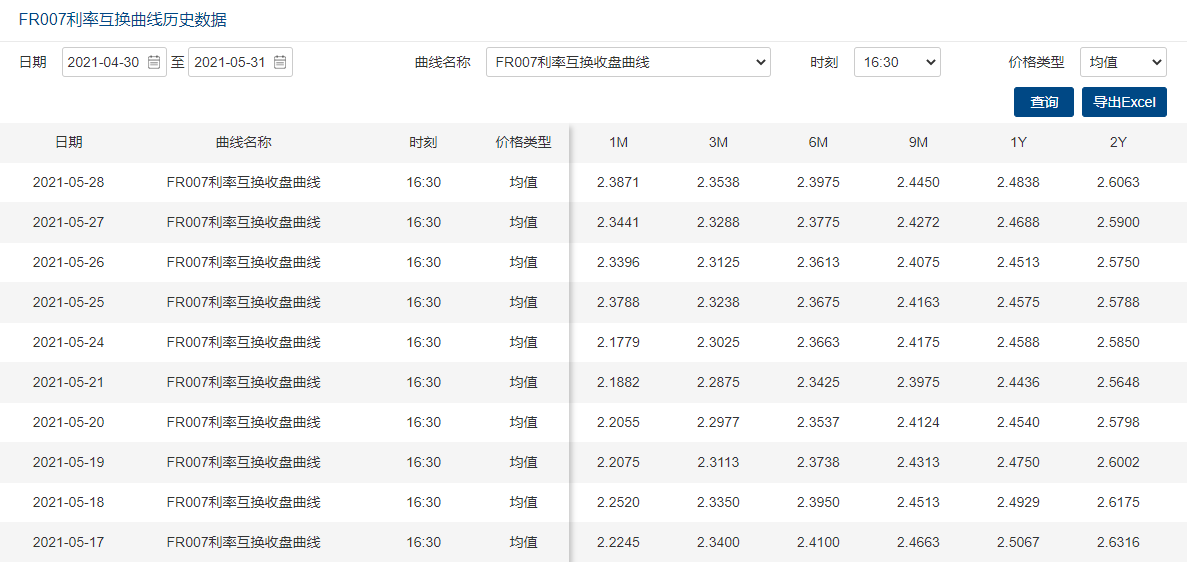 FR007利率互换曲线历史数据
日期 2021-04-30 至 2021-05-31 曲线名称 FR007利率互换收盘曲线 时刻 16:30 价格类型 均值
查询 导出Excel
日期 曲线名称 时刻 价格类型 1M 3M 6M 9M 1Y 2Y
2021-05-28 FR007利率互换收盘曲线 16:30 均值 2.3871 2.3538 2.3975 2.4450 2.4838 2.6063
2021-05-27 FR007利率互换收盘曲线 16:30 均值 2.3441 2.3288 2.3775 2.4272 2.4688 2.5900
2021-05-26 FR007利率互换收盘曲线 16:30 均值 2.3396 2.3125 2.3613 2.4075 2.4513 2.5750
2021-05-25 FR007利率互换收盘曲线 16:30 均值 2.3788 2.3238 2.3675 2.4163 2.4575 2.5788
2021-05-24 FR007利率互换收盘曲线 16:30 均值 2.1779 2.3025 2.3663 2.4175 2.4588 2.5850
2021-05-21 FR007利率互换收盘曲线 16:30 均值 2.1882 2.2875 2.3425 2.3975 2.4436 2.5648
2021-05-20 FR007利率互换收盘曲线 16:30 均值 2.2055 2.2977 2.3537 2.4124 2.4540 2.5798
2021-05-19 FR007利率互换收盘曲线 16:30 均值 2.2075 2.3113 2.3738 2.4313 2.4750 2.6002
2021-05-18 FR007利率互换收盘曲线 16:30 均值 2.2520 2.3350 2.3950 2.4513 2.4929 2.6175
2021-05-17 FR007利率互换收盘曲线 16:30 均值 2.2245 2.3400 2.4100 2.4663 2.5067 2.6316